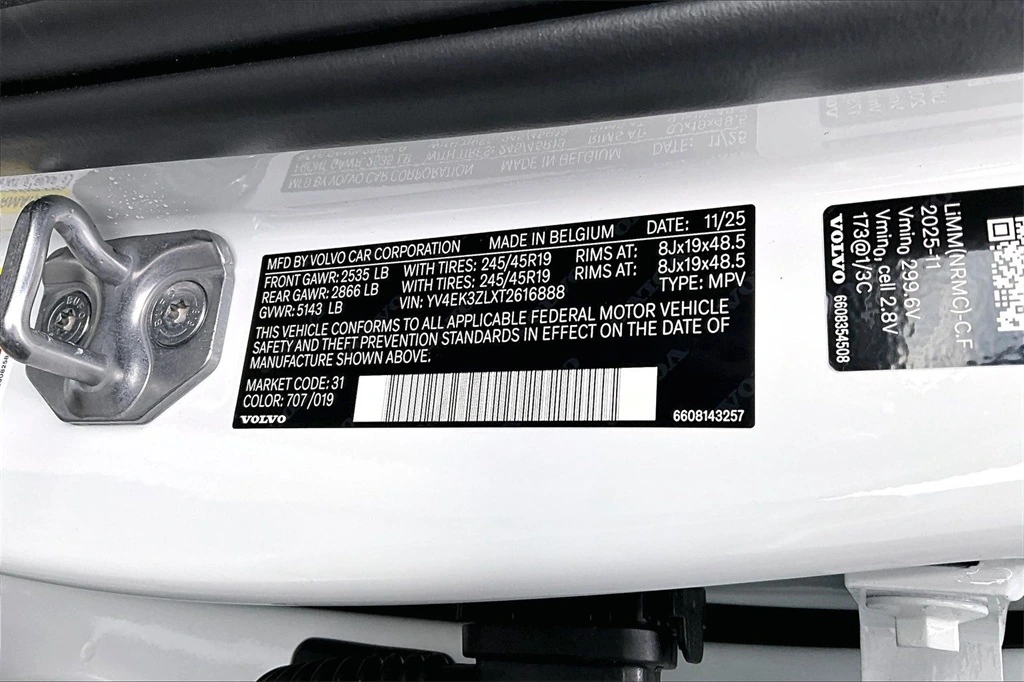 MFD BY VOLVO CAR CORPORATION MADE IN BELGIUM DATE: 11/25
FRONT GAWR: 2535 LB WITH TIRES: 245/45R19 RIMS AT: 8Jx19x48.5
REAR GAWR: 2866 LB WITH TIRES: 245/45R19 RIMS AT: 8Jx19x48.5
GVWR: 5143 LB VIN: YV4EK3ZLXT2616888 TYPE: MPV
THIS VEHICLE CONFORMS TO ALL APPLICABLE FEDERAL MOTOR VEHICLE
SAFETY AND THEFT PREVENTION STANDARDS IN EFFECT ON THE DATE OF
MANUFACTURE SHOWN ABOVE.
MARKET CODE: 31
COLOR: 707/019
VOLVO
6608143257
LiMM(NRMC)-C,F
2025-11
Vming 299.6V
Vming, cell 2.8V
173@1/3C
VOLVO
6608354508